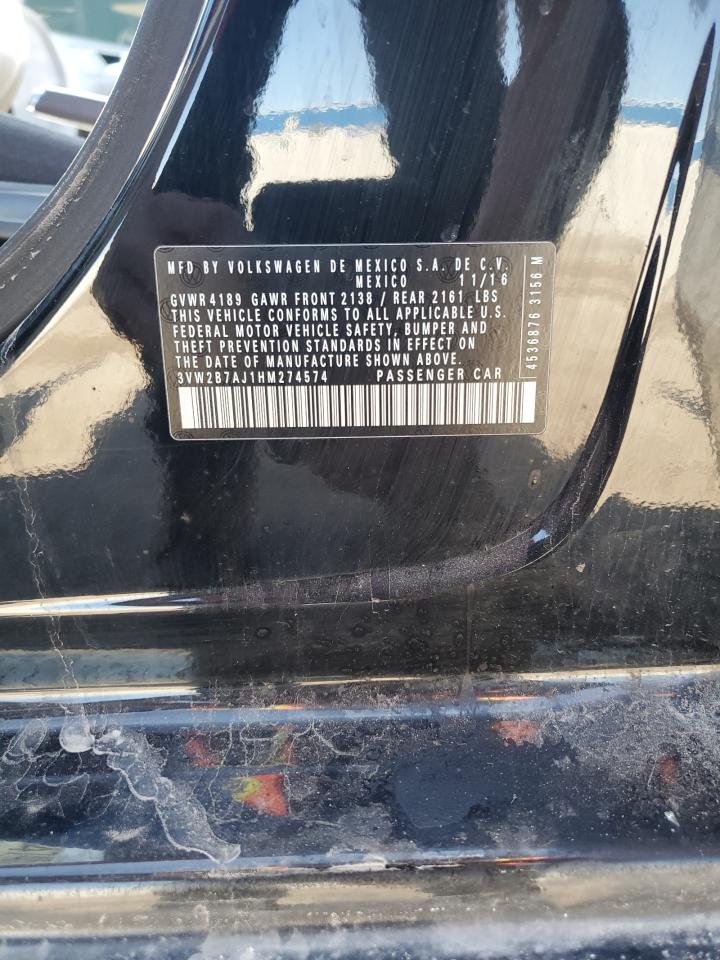 MFD BY VOLKSWAGEN DE MEXICO S.A. DE C.V.
MEXICO 11/16
GVWR 4189 GAWR FRONT 2138 / REAR 2161 LBS
THIS VEHICLE CONFORMS TO ALL APPLICABLE U.S.
FEDERAL MOTOR VEHICLE SAFETY, BUMPER AND
THEFT PREVENTION STANDARDS IN EFFECT ON
THE DATE OF MANUFACTURE SHOWN ABOVE.
3VW2B7AJ1HM274574 PASSENGER CAR
4536876 3156 M